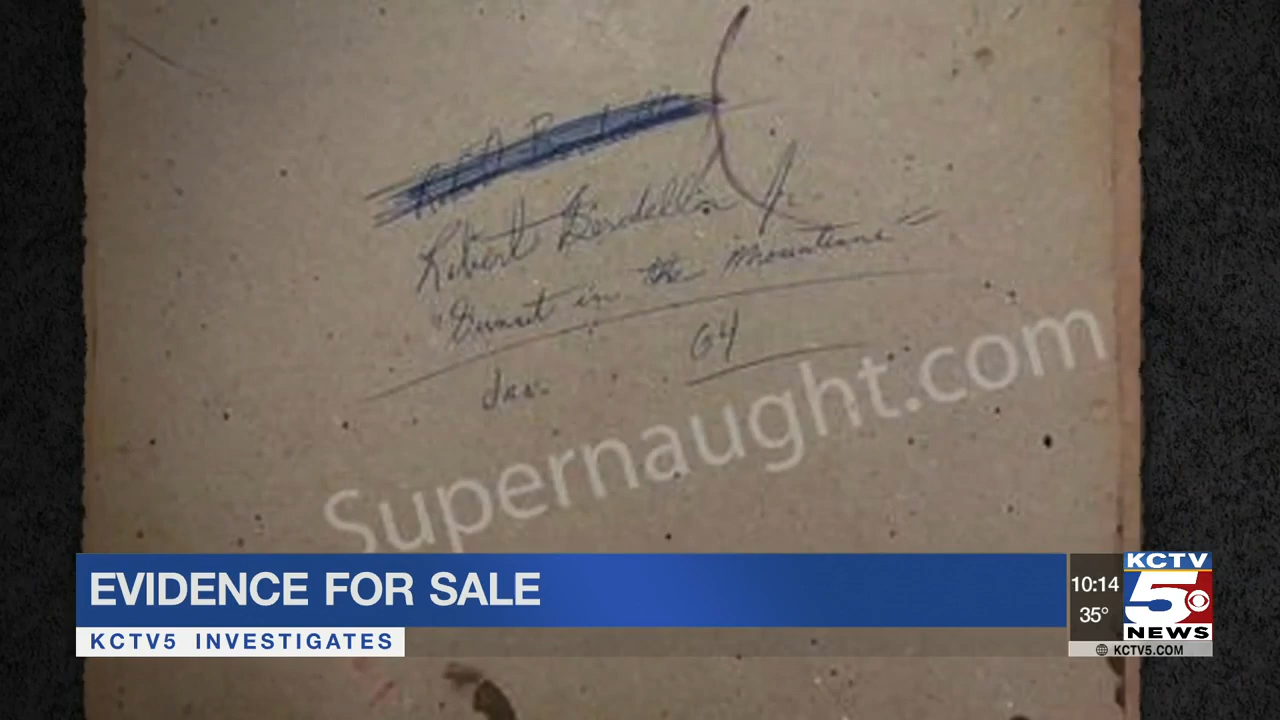 Robert Berdella Jr.
"Sunset in the Mountains"
Jan. 64
Supernaught.com
EVIDENCE FOR SALE
KCTV5 INVESTIGATES
10:14
35°
KCTV
5
NEWS
KCTV5.COM